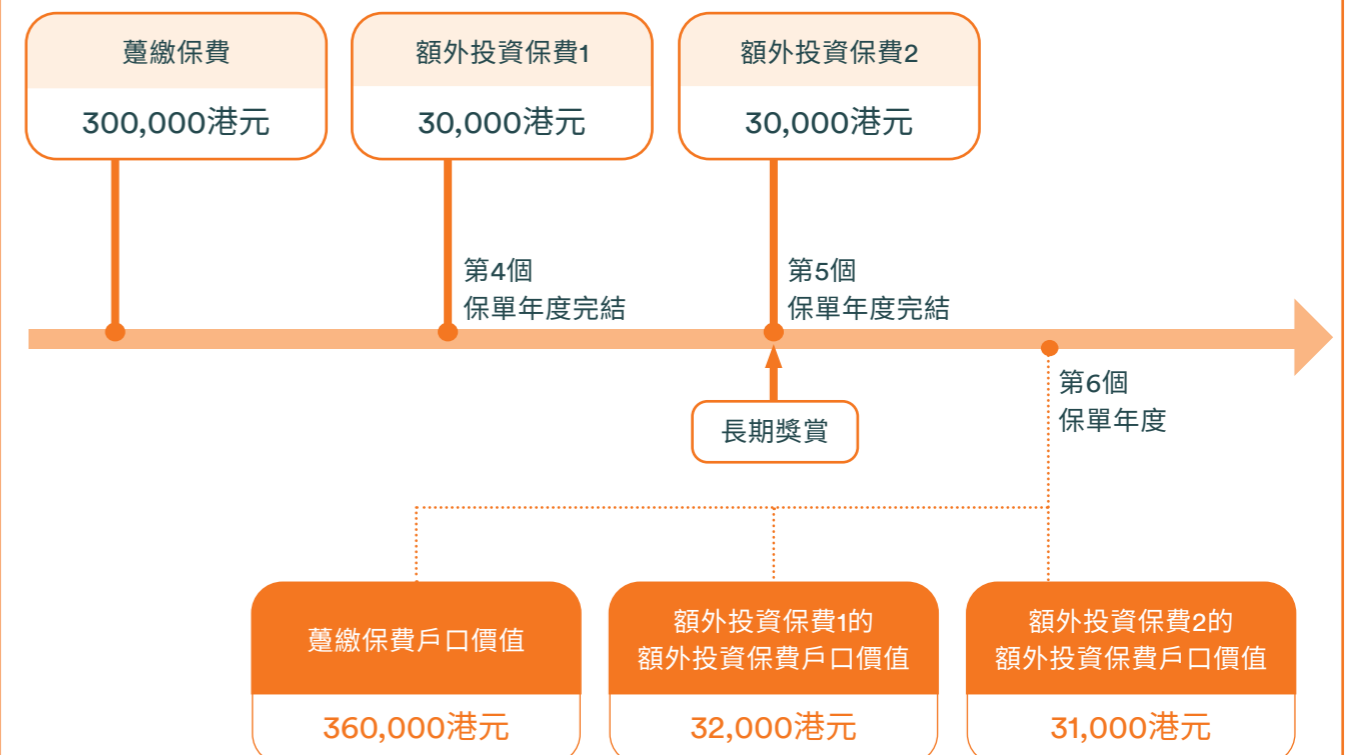 躉繳保費
300,000港元
額外投資保費1
30,000港元
額外投資保費2
30,000港元
第4個
保單年度完結
第5個
保單年度完結
長期獎賞
第6個
保單年度
躉繳保費戶口價值
360,000港元
額外投資保費1的
額外投資保費戶口價值
32,000港元
額外投資保費2的
額外投資保費戶口價值
31,000港元